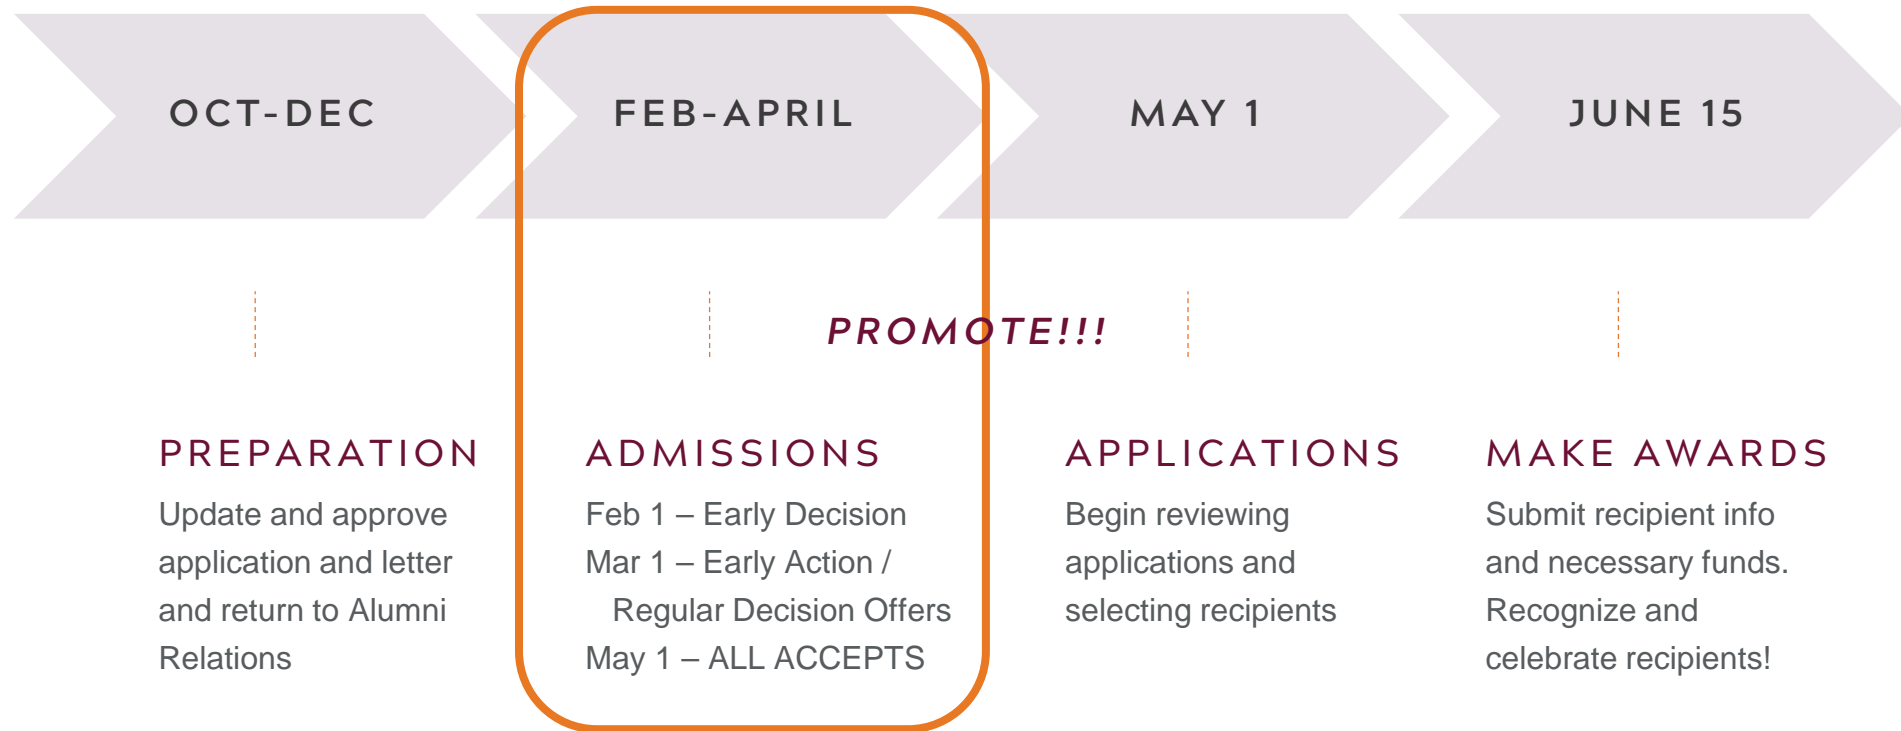 OCT-DEC
FEB-APRIL
MAY 1
JUNE 15
PROMOTE!!!
PREPARATION
Update and approve
application and letter
and return to Alumni
Relations
ADMISSIONS
Feb 1 – Early Decision
Mar 1 – Early Action /
Regular Decision Offers
May 1 – ALL ACCEPTS
APPLICATIONS
Begin reviewing
applications and
selecting recipients
MAKE AWARDS
Submit recipient info
and necessary funds.
Recognize and
celebrate recipients!